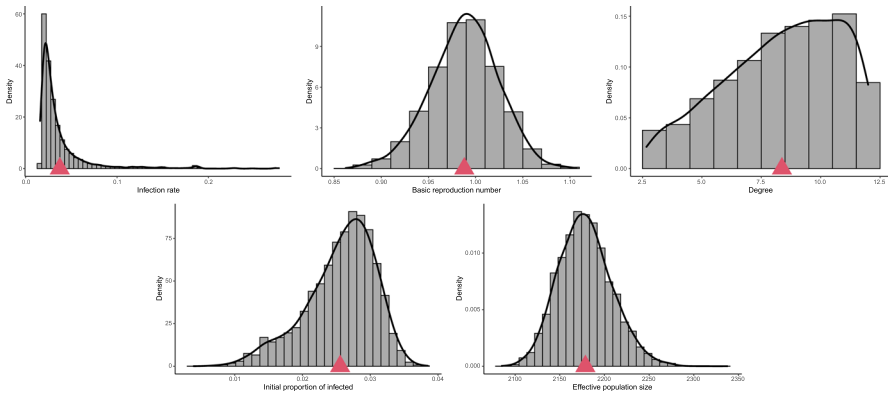 60
40
20
0
Density
0.0 0.1 0.2
Infection rate
9
6
3
0
Density
0.85 0.90 0.95 1.00 1.05 1.10
Basic reproduction number
0.15
0.10
0.05
0.00
Density
2.5 5.0 7.5 10.0 12.5
Degree
75
50
25
0
Density
0.01 0.02 0.03 0.04
Initial proportion of infected
0.010
0.005
0.000
Density
2100 2150 2200 2250 2300 2350
Effective population size